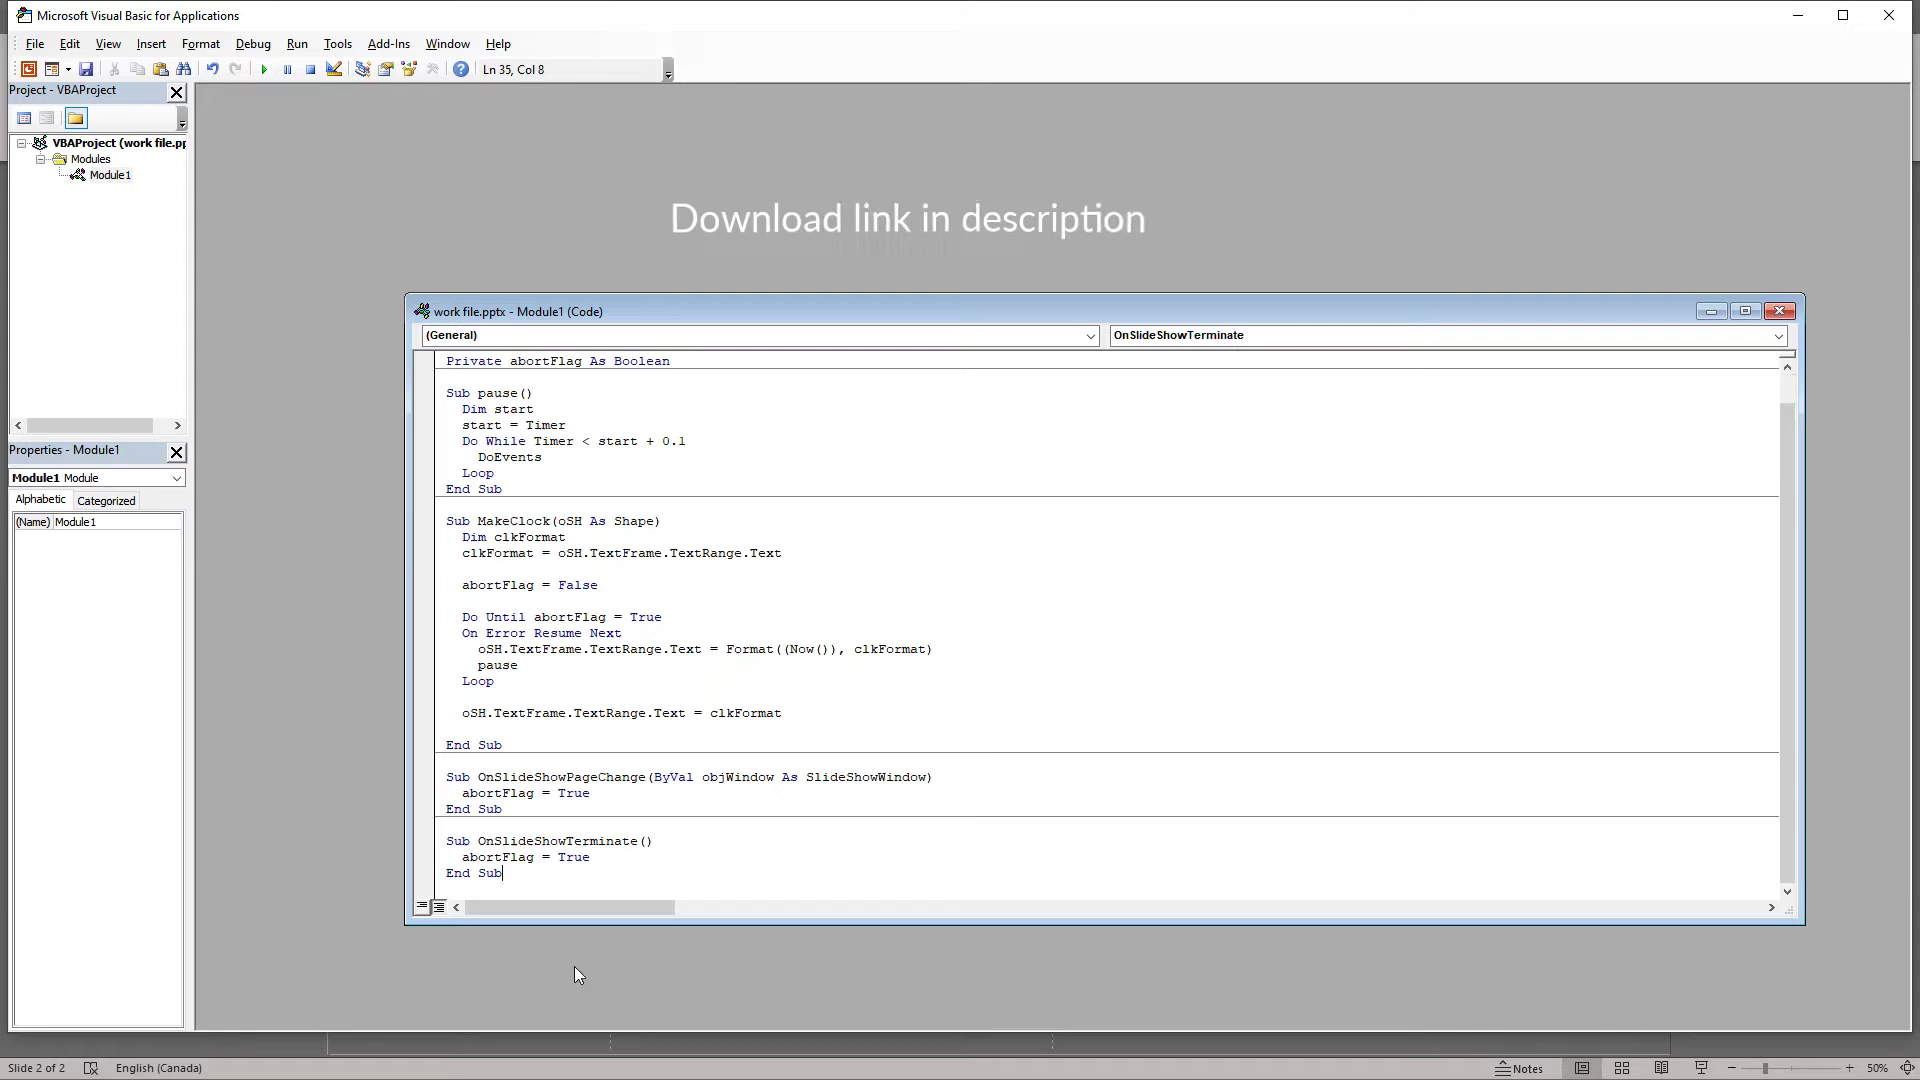 Microsoft Visual Basic for Applications
File Edit View Insert Format Debug Run Tools Add-Ins Window Help
Ln 35, Col 8
Project - VBAProject
VBAProject (work file.pp
Modules
Module1
Download link in description
work file.pptx - Module1 (Code)
(General) OnSlideShowTerminate
Private abortFlag As Boolean
Sub pause()
Dim start
start = Timer
Do While Timer < start + 0.1
DoEvents
Loop
End Sub
Sub MakeClock(oSH As Shape)
Dim clkFormat
clkFormat = oSH.TextFrame.TextRange.Text
abortFlag = False
Do Until abortFlag = True
On Error Resume Next
oSH.TextFrame.TextRange.Text = Format((Now()), clkFormat)
pause
Loop
oSH.TextFrame.TextRange.Text = clkFormat
End Sub
Sub OnSlideShowPageChange(ByVal objWindow As SlideShowWindow)
abortFlag = True
End Sub
Sub OnSlideShowTerminate()
abortFlag = True
End Sub
Properties - Module1
Module1 Module
Alphabetic Categorized
(Name) Module1
Slide 2 of 2 English (Canada) Notes 50%